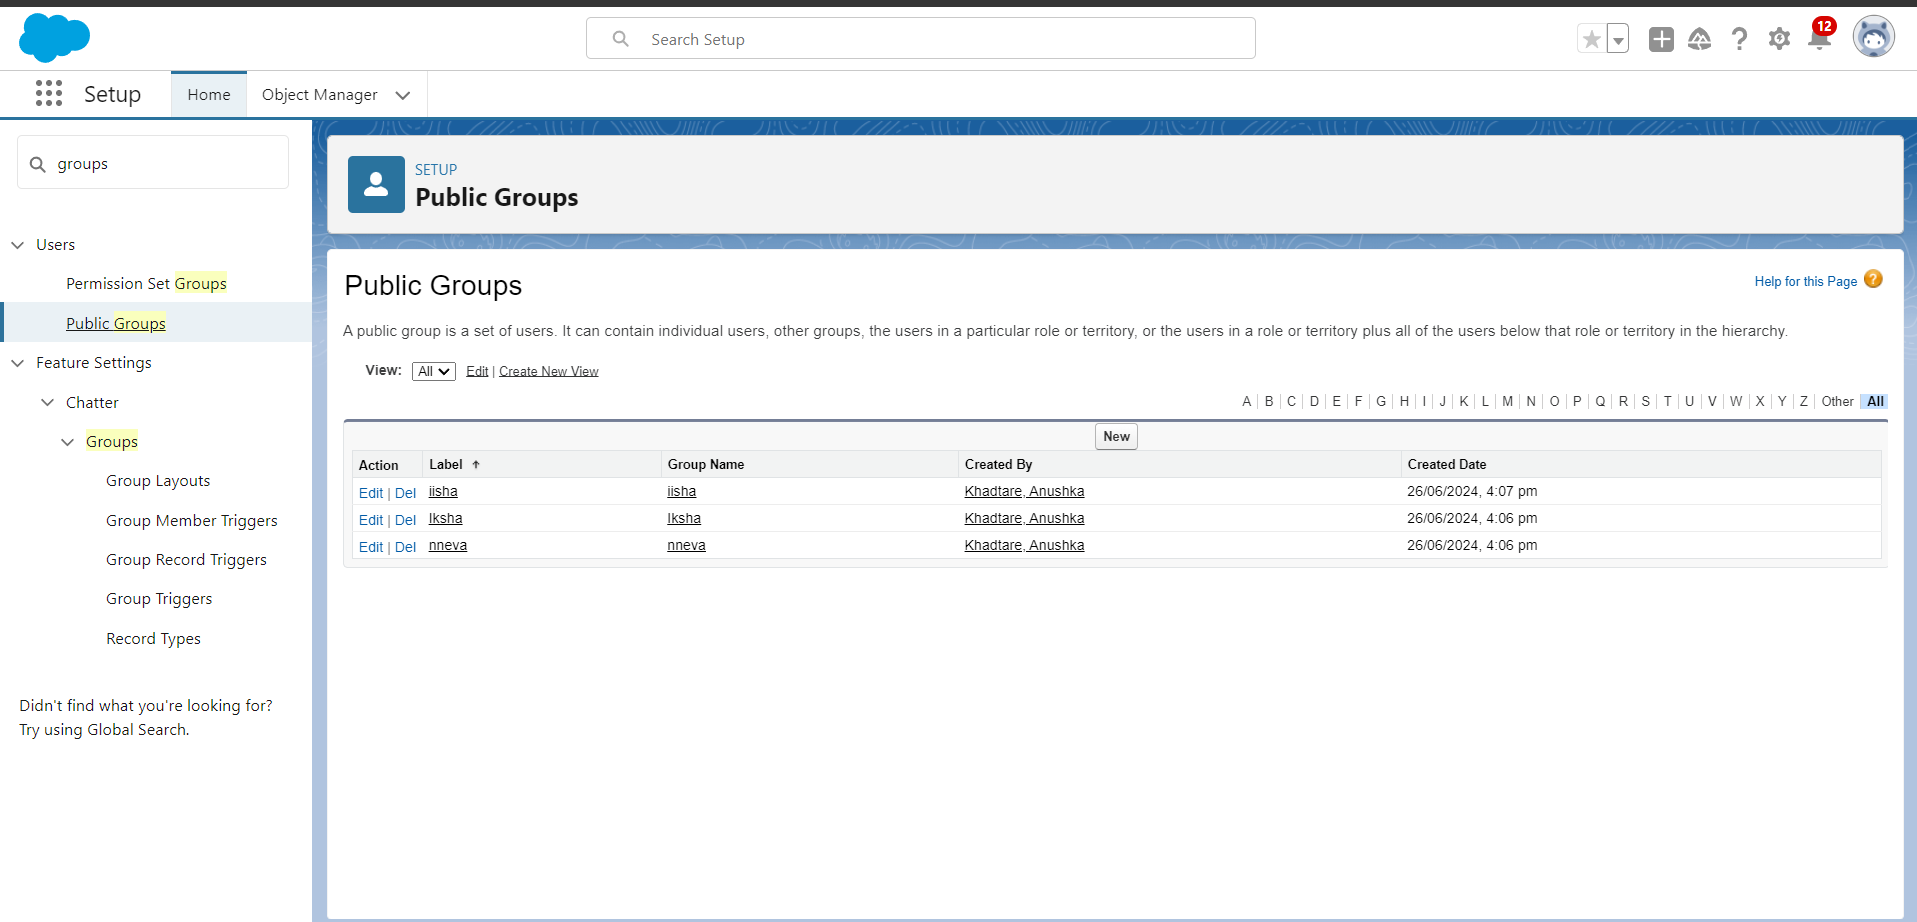 Search Setup
12
Setup
Home
Object Manager
groups
Users
Permission Set Groups
Public Groups
Feature Settings
Chatter
Groups
Group Layouts
Group Member Triggers
Group Record Triggers
Group Triggers
Record Types
Didn't find what you're looking for?
Try using Global Search.
SETUP
Public Groups
Public Groups
Help for this Page ?
A public group is a set of users. It can contain individual users, other groups, the users in a particular role or territory, or the users in a role or territory plus all of the users below that role or territory in the hierarchy.
View: All Edit | Create New View
A | B | C | D | E | F | G | H | I | J | K | L | M | N | O | P | Q | R | S | T | U | V | W | X | Y | Z | Other All
New
Action Label Group Name Created By Created Date
Edit | Del iisha iisha Khadtare, Anushka 26/06/2024, 4:07 pm
Edit | Del Iksha Iksha Khadtare, Anushka 26/06/2024, 4:06 pm
Edit | Del nneva nneva Khadtare, Anushka 26/06/2024, 4:06 pm